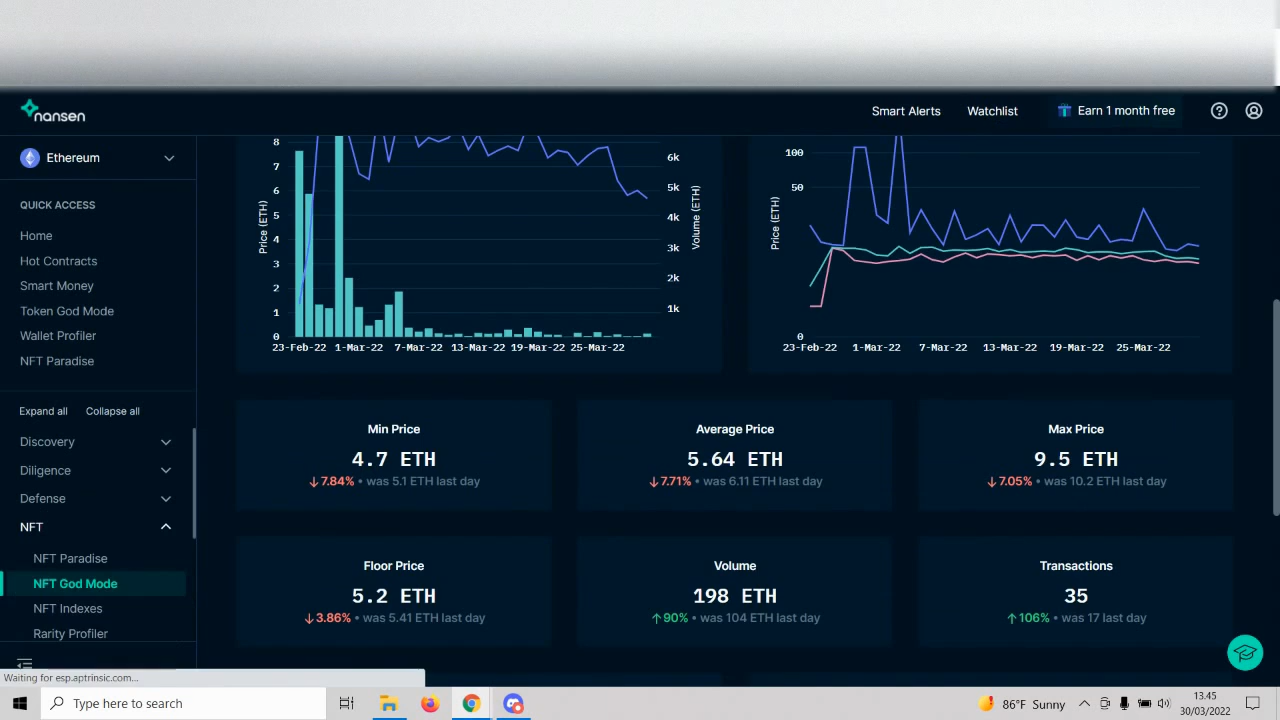 nansen
Smart Alerts
Watchlist
Earn 1 month free
Ethereum
QUICK ACCESS
Home
Hot Contracts
Smart Money
Token God Mode
Wallet Profiler
NFT Paradise
Expand all
Collapse all
Discovery
Diligence
Defense
NFT
NFT Paradise
NFT God Mode
NFT Indexes
Rarity Profiler
8
7
6
5
4
3
2
1
0
Price (ETH)
6k
5k
4k
3k
2k
1k
Volume (ETH)
23-Feb-22 1-Mar-22 7-Mar-22 13-Mar-22 19-Mar-22 25-Mar-22
100
50
0
Price (ETH)
23-Feb-22 1-Mar-22 7-Mar-22 13-Mar-22 19-Mar-22 25-Mar-22
Min Price
4.7 ETH
↓7.84% • was 5.1 ETH last day
Average Price
5.64 ETH
↓7.71% • was 6.11 ETH last day
Max Price
9.5 ETH
↓7.05% • was 10.2 ETH last day
Floor Price
5.2 ETH
↓3.86% • was 5.41 ETH last day
Volume
198 ETH
↑90% • was 104 ETH last day
Transactions
35
↑106% • was 17 last day
Waiting for esp.aptrinsic.com...
Type here to search
86°F Sunny
13.45
30/03/2022